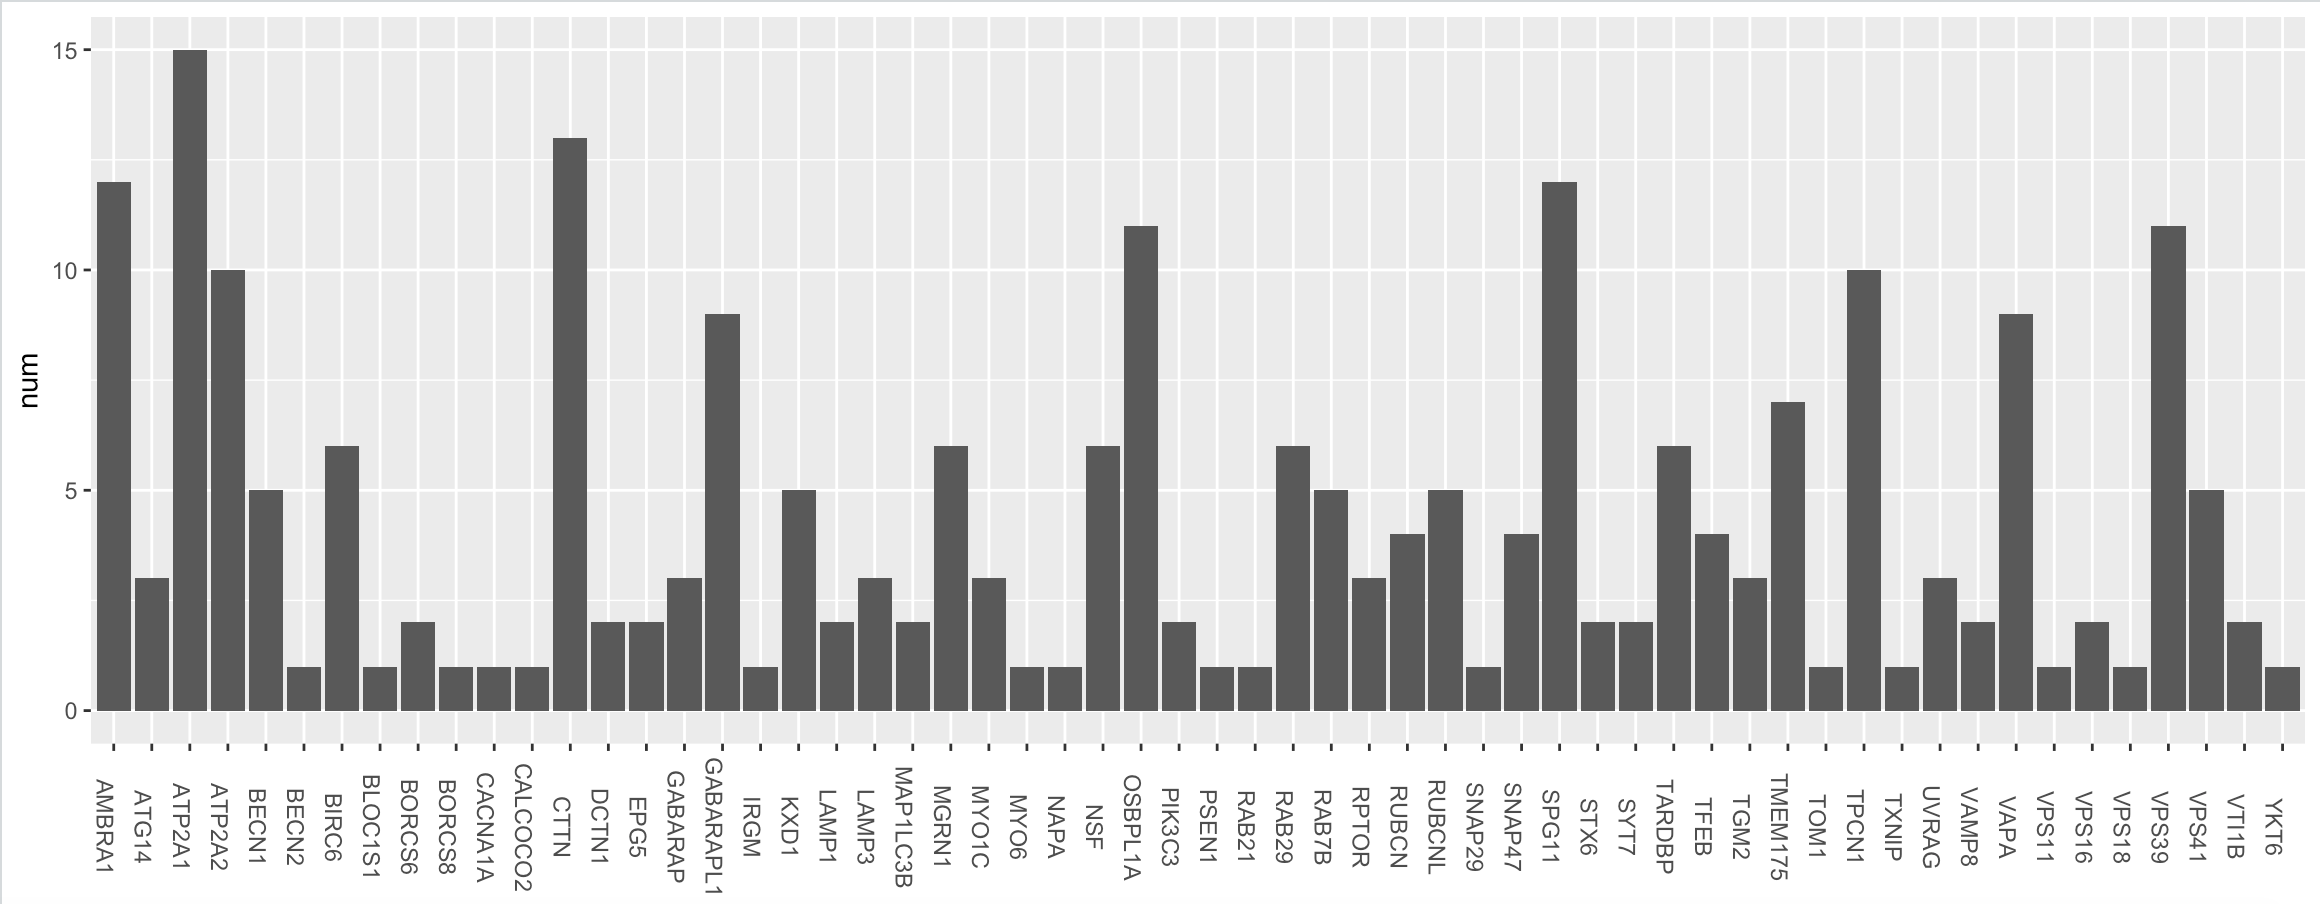 num
15
10
5
0
AMBRA1
ATG14
ATP2A1
ATP2A2
BECN1
BECN2
BIRC6
BLOC1S1
BORCS6
BORCS8
CACNA1A
CALCOCO2
CTTN
DCTN1
EPG5
GABARAP
GABARAPL1
IRGM
KXD1
LAMP1
LAMP3
MAP1LC3B
MGRN1
MYO1C
MYO6
NAPA
NSF
OSBPL1A
PIK3C3
PSEN1
RAB21
RAB29
RAB7B
RPTOR
RUBCN
RUBCNL
SNAP29
SNAP47
SPG11
STX6
SYT7
TARDBP
TFEB
TGM2
TMEM175
TOM1
TPCN1
TXNIP
UVRAG
VAMP8
VAPA
VPS11
VPS16
VPS18
VPS39
VPS41
VTI1B
YKT6